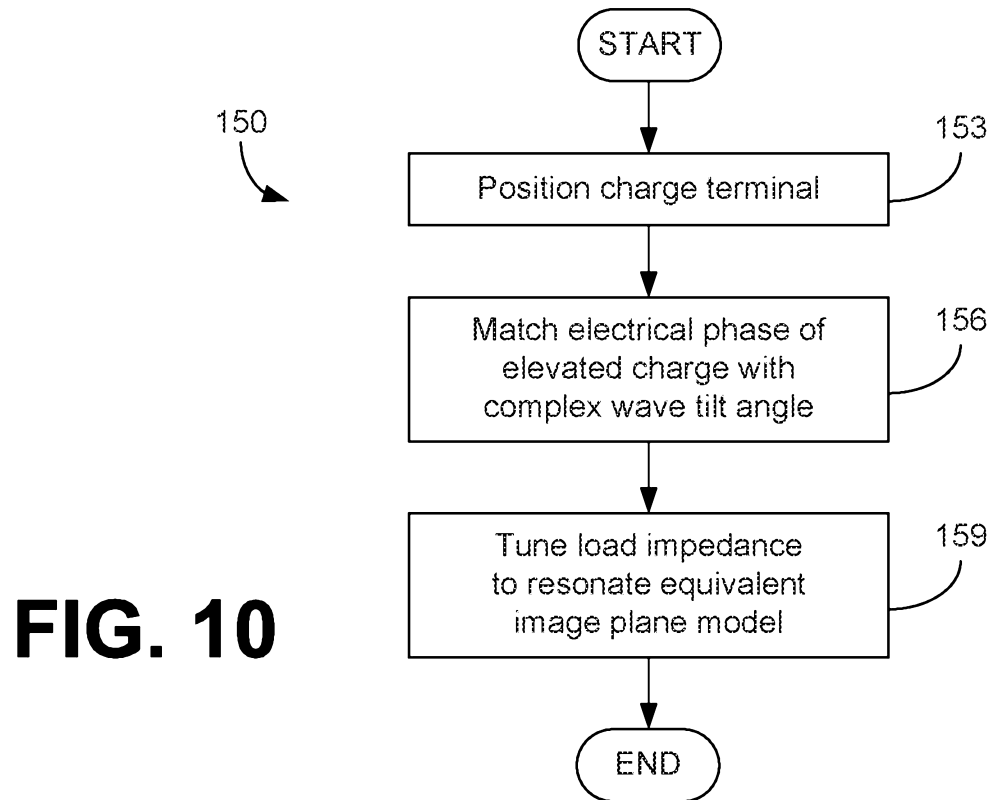 START
150
153
Position charge terminal
156
Match electrical phase of
elevated charge with
complex wave tilt angle
159
Tune load impedance
to resonate equivalent
image plane model
FIG. 10
END